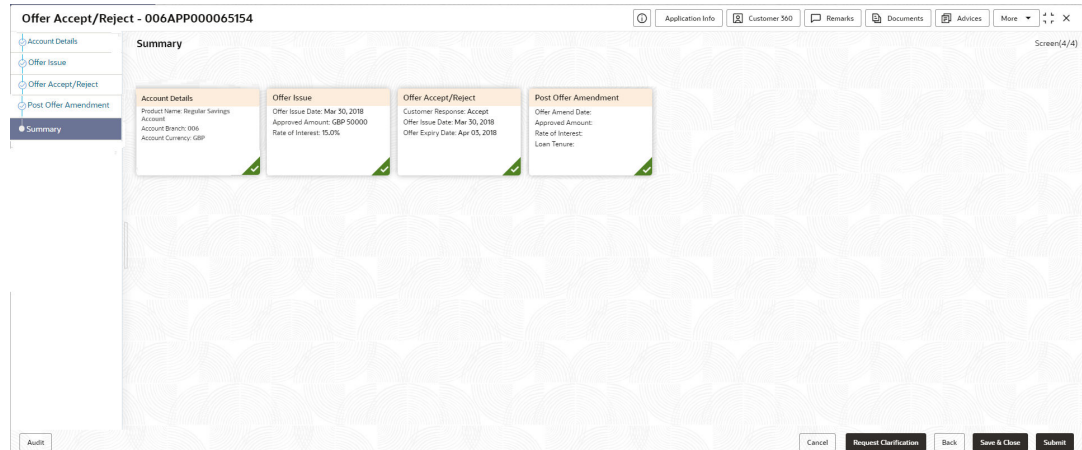 Offer Accept/Reject - 006APP000065154
Application Info
Customer 360
Remarks
Documents
Advices
More
Account Details
Offer Issue
Offer Accept/Reject
Post Offer Amendment
Summary
Summary
Screen(4/4)
Account Details
Product Name: Regular Savings
Account
Account Branch: 006
Account Currency: GBP
Offer Issue
Offer Issue Date: Mar 30, 2018
Approved Amount: GBP 50000
Rate of Interest: 15.0%
Offer Accept/Reject
Customer Response: Accept
Offer Issue Date: Mar 30, 2018
Offer Expiry Date: Apr 03, 2018
Post Offer Amendment
Offer Amend Date:
Approved Amount:
Rate of Interest:
Loan Tenure:
Audit
Cancel
Request Clarification
Back
Save & Close
Submit